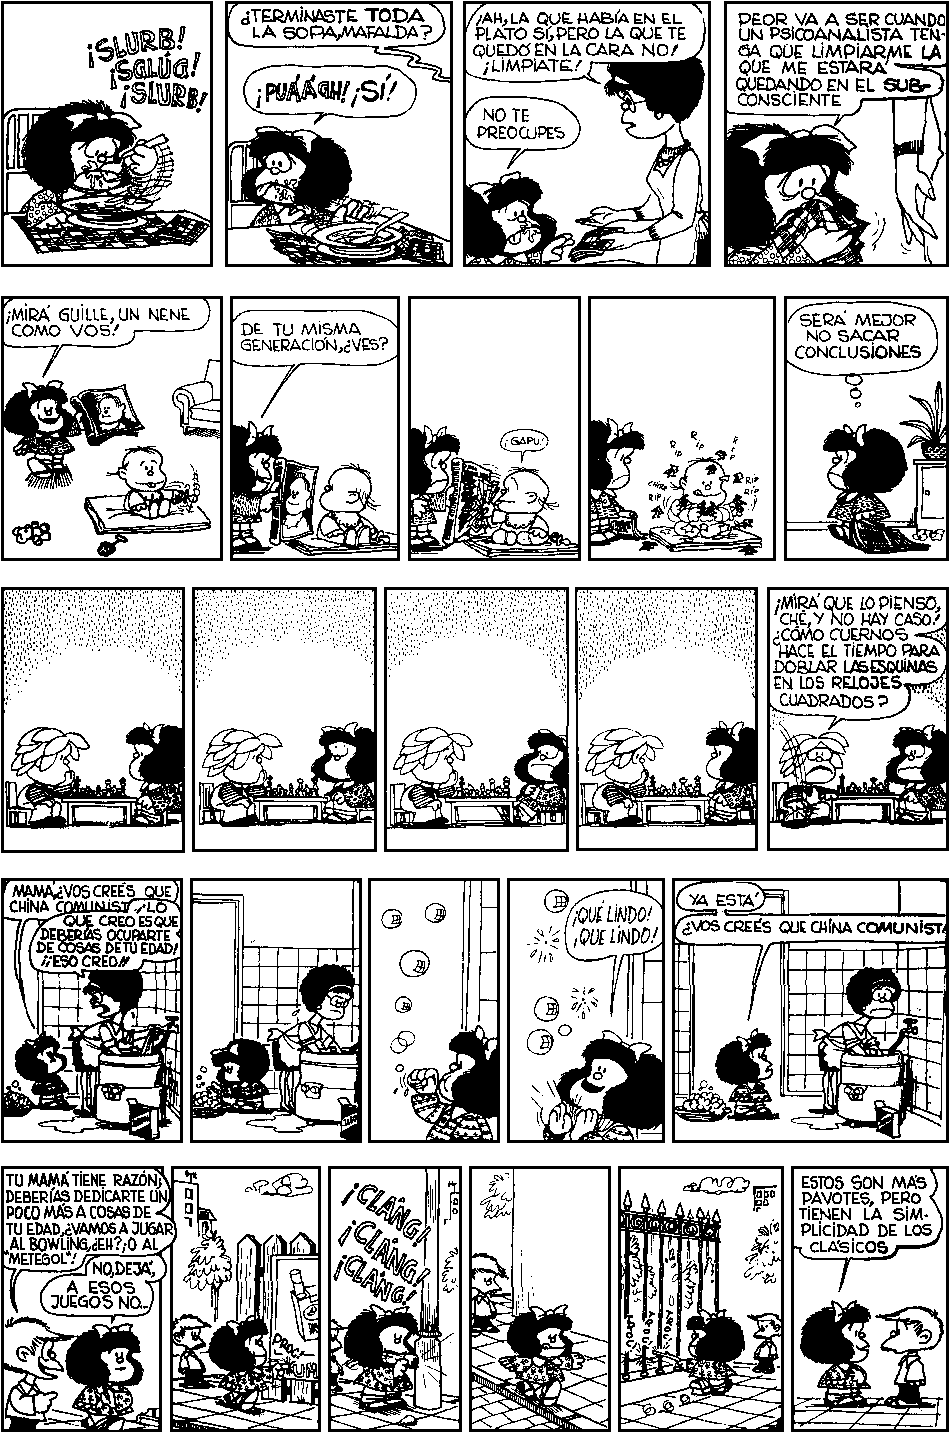 ¡SLURB!
¡SGLUG!
¡SLURB!
¿TERMINASTE TODA
LA SOPA, MAFALDA?
¡PUÁÁGH! ¡SÍ!
¡AH, LA QUE HABÍA EN EL
PLATO SÍ, PERO LA QUE TE
QUEDÓ EN LA CARA NO!
¡LIMPIATE!
NO TE
PREOCUPES
PEOR VA A SER CUANDO
UN PSICOANALISTA TEN-
GA QUE LIMPIARME LA
QUE ME ESTARÁ
QUEDANDO EN EL SUB-
CONSCIENTE
¡MIRÁ GUILLE, UN NENE
COMO VOS!
DE TU MISMA
GENERACIÓN, ¿VES?
¡GAPU!
R
RIP
R
RIP
RIP
RIP
RIP
SERÁ MEJOR
NO SACAR
CONCLUSIONES
¡MIRÁ QUE LO PIENSO,
CHÉ, Y NO HAY CASO!
¿CÓMO CUERNOS
HACE EL TIEMPO PARA
DOBLAR LAS ESQUINAS
EN LOS RELOJES
CUADRADOS?
MAMÁ, ¿VOS CREÉS QUE
CHINA COMUNIST
¡¡LO
QUE CREO ES QUE
DEBERÍAS OCUPARTE
DE COSAS DE TU EDAD!
¡¡ESO CREO!!
¡QUÉ LINDO!
¡QUE LINDO!
YA ESTÁ
¿VOS CREÉS QUE CHINA COMUNIST
TU MAMÁ TIENE RAZÓN;
DEBERÍAS DEDICARTE UN
POCO MÁS A COSAS DE
TU EDAD, ¿VAMOS A JUGAR
AL BOWLING, ¿EH? ¿O AL
"METEGOL"?
NO, DEJÁ,
A ESOS
JUEGOS NO..
PROG
¡CLANG!
¡CLANG!
¡CLANG!
ESTOS SON MÁS
PAVOTES, PERO
TIENEN LA SIM-
PLICIDAD DE LOS
CLÁSICOS